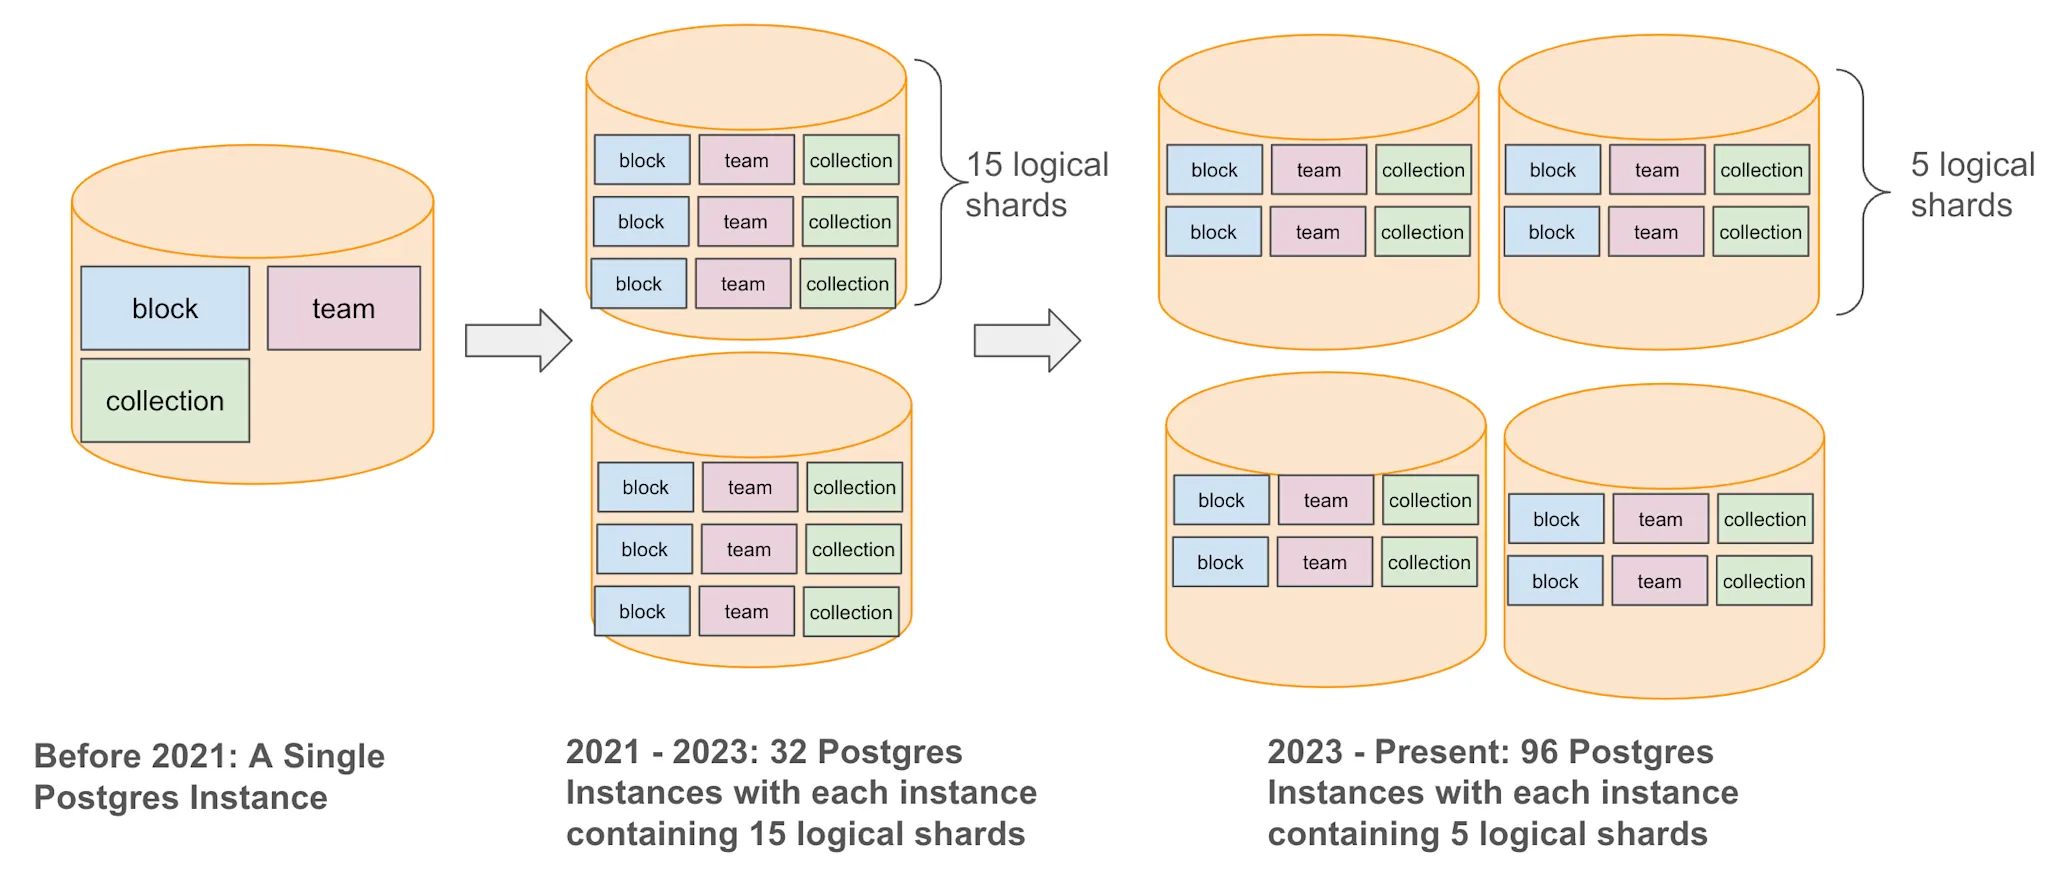 block
team
collection
Before 2021: A Single
Postgres Instance
block team collection
block team collection
block team collection
15 logical
shards
block team collection
block team collection
block team collection
2021 - 2023: 32 Postgres
Instances with each instance
containing 15 logical shards
block team collection
block team collection
block team collection
block team collection
5 logical
shards
block team collection
block team collection
block team collection
block team collection
2023 - Present: 96 Postgres
Instances with each instance
containing 5 logical shards